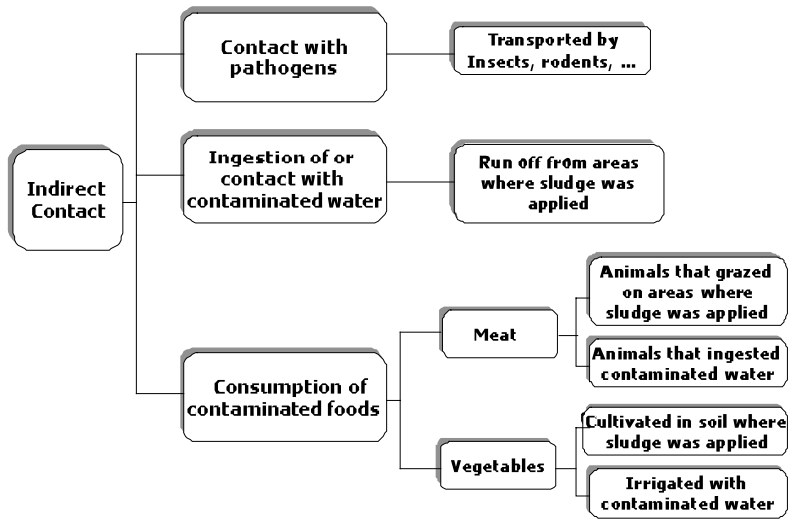 Contact with
pathogens
Transported by
Insects, rodents, ...
Indirect
Contact
Ingestion of or
contact with
contaminated water
Run off from areas
where sludge was
applied
Consumption of
contaminated foods
Meat
Animals that grazed
on areas where
sludge was applied
Animals that ingested
contaminated water
Vegetables
Cultivated in soil where
sludge was applied
Irrigated with
contaminated water